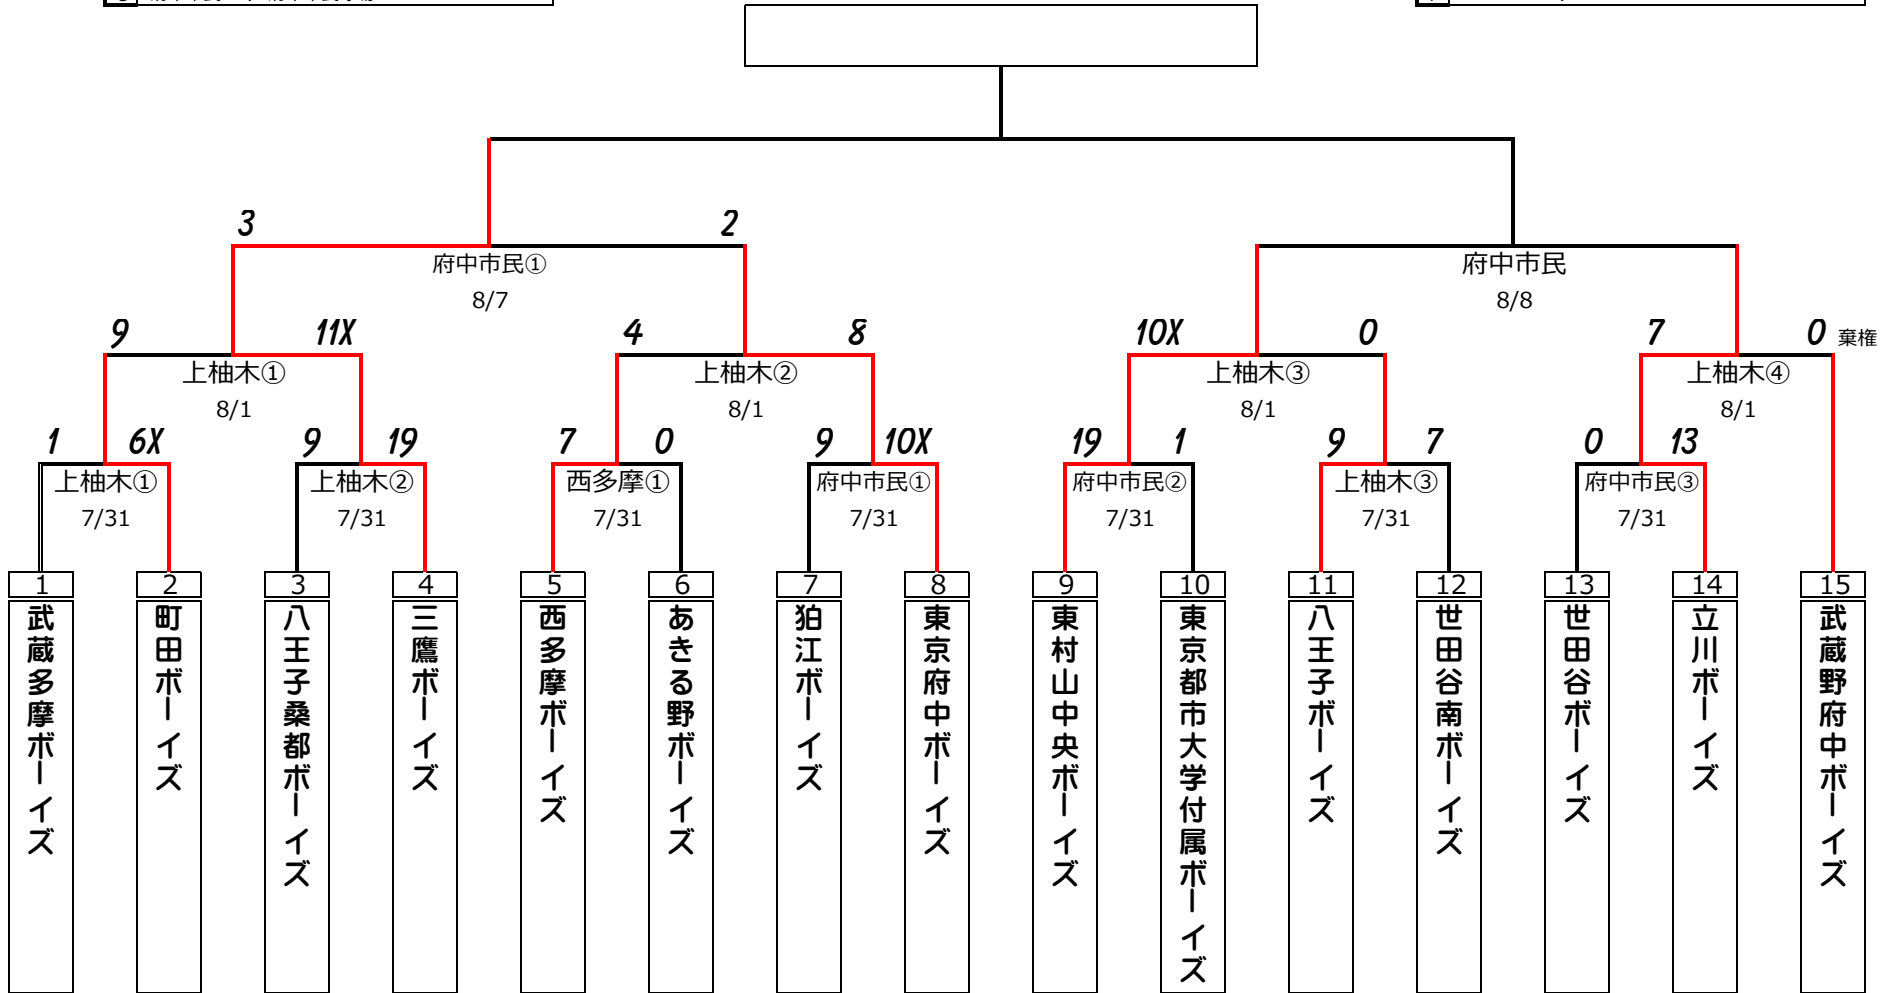 3 2
府中市民① 府中市民
8/7 8/8
9 11X 4 8 10X 0 7 0 棄権
上柚木① 上柚木② 上柚木③ 上柚木④
8/1 8/1 8/1 8/1
1 6X 9 19 7 0 9 10X 19 1 9 7 0 13
上柚木① 上柚木② 西多摩① 府中市民① 府中市民② 上柚木③ 府中市民③
7/31 7/31 7/31 7/31 7/31 7/31 7/31
1 2 3 4 5 6 7 8 9 10 11 12 13 14 15
武蔵多摩ボーイズ
町田ボーイズ
八王子桑都ボーイズ
三鷹ボーイズ
西多摩ボーイズ
あきる野ボーイズ
狛江ボーイズ
東京府中ボーイズ
東村山中央ボーイズ
東京都市大学付属ボーイズ
八王子ボーイズ
世田谷南ボーイズ
世田谷ボーイズ
立川ボーイズ
武蔵野府中ボーイズ